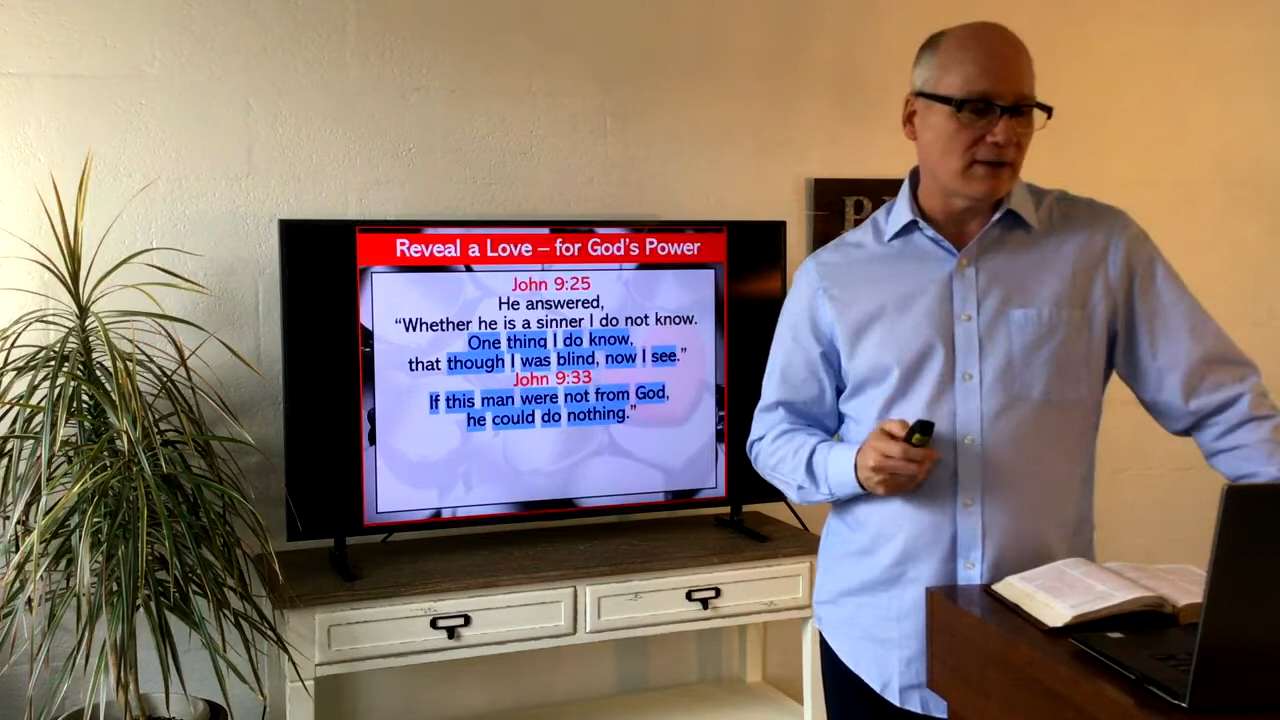 Reveal a Love – for God's Power
John 9:25
He answered,
“Whether he is a sinner I do not know.
One thing I do know,
that though I was blind, now I see.”
John 9:33
If this man were not from God,
he could do nothing.”